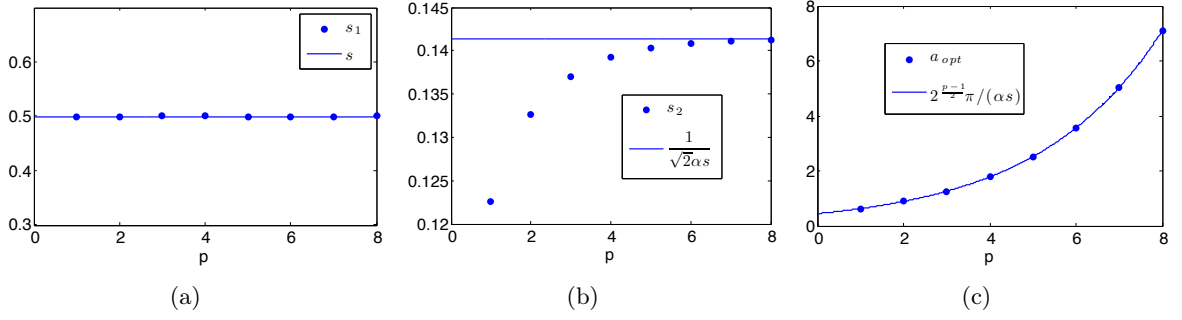 0.6
0.5
0.4
0.3
0 2 4 6 8
p
s₁
s
(a)
0.145
0.14
0.135
0.13
0.125
0.12
0 2 4 6 8
p
s₂
1/(√2αs)
(b)
8
6
4
2
0
0 2 4 6 8
p
a_opt
2^((p−1)/2)π/(αs)
(c)